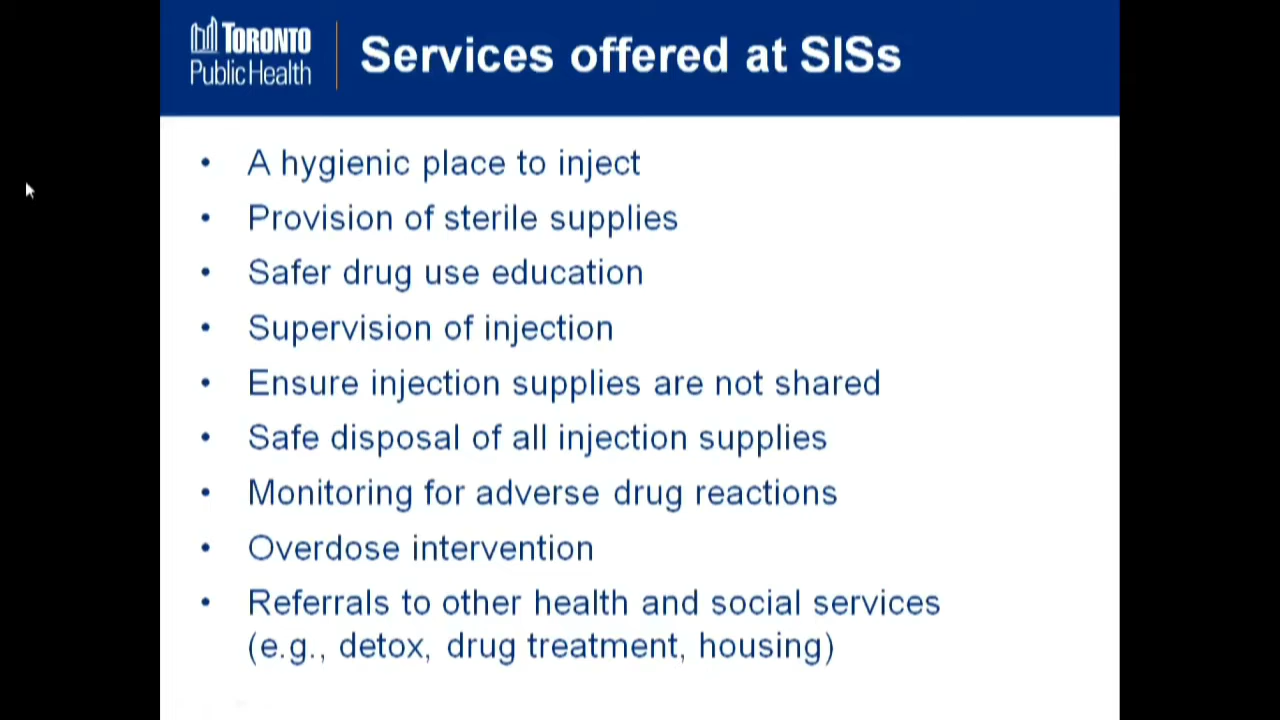 TORONTO
Public Health
Services offered at SISs
• A hygienic place to inject
• Provision of sterile supplies
• Safer drug use education
• Supervision of injection
• Ensure injection supplies are not shared
• Safe disposal of all injection supplies
• Monitoring for adverse drug reactions
• Overdose intervention
• Referrals to other health and social services
(e.g., detox, drug treatment, housing)